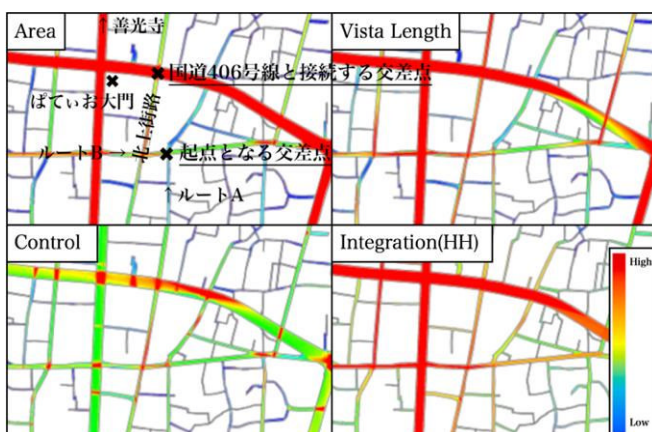 Area
↑善光寺
✖国道406号線と接続する交差点
ぱてぃお大門
ルートB→
北上街路
✖起点となる交差点
↑ルートA
Vista Length
Control
Integration(HH)
High
Low